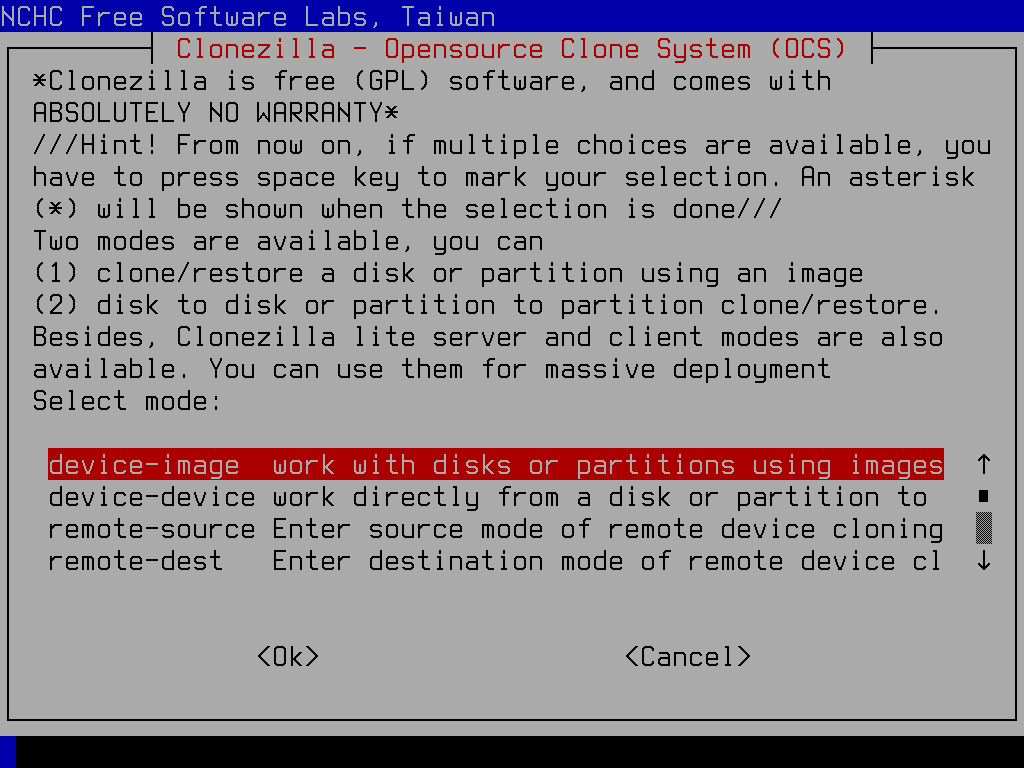 NCHC Free Software Labs, Taiwan
Clonezilla - Opensource Clone System (OCS)
*Clonezilla is free (GPL) software, and comes with
ABSOLUTELY NO WARRANTY*
///Hint! From now on, if multiple choices are available, you
have to press space key to mark your selection. An asterisk
(*) will be shown when the selection is done///
Two modes are available, you can
(1) clone/restore a disk or partition using an image
(2) disk to disk or partition to partition clone/restore.
Besides, Clonezilla lite server and client modes are also
available. You can use them for massive deployment
Select mode:
device-image  work with disks or partitions using images
device-device work directly from a disk or partition to
remote-source Enter source mode of remote device cloning
remote-dest   Enter destination mode of remote device cl
<Ok> <Cancel>